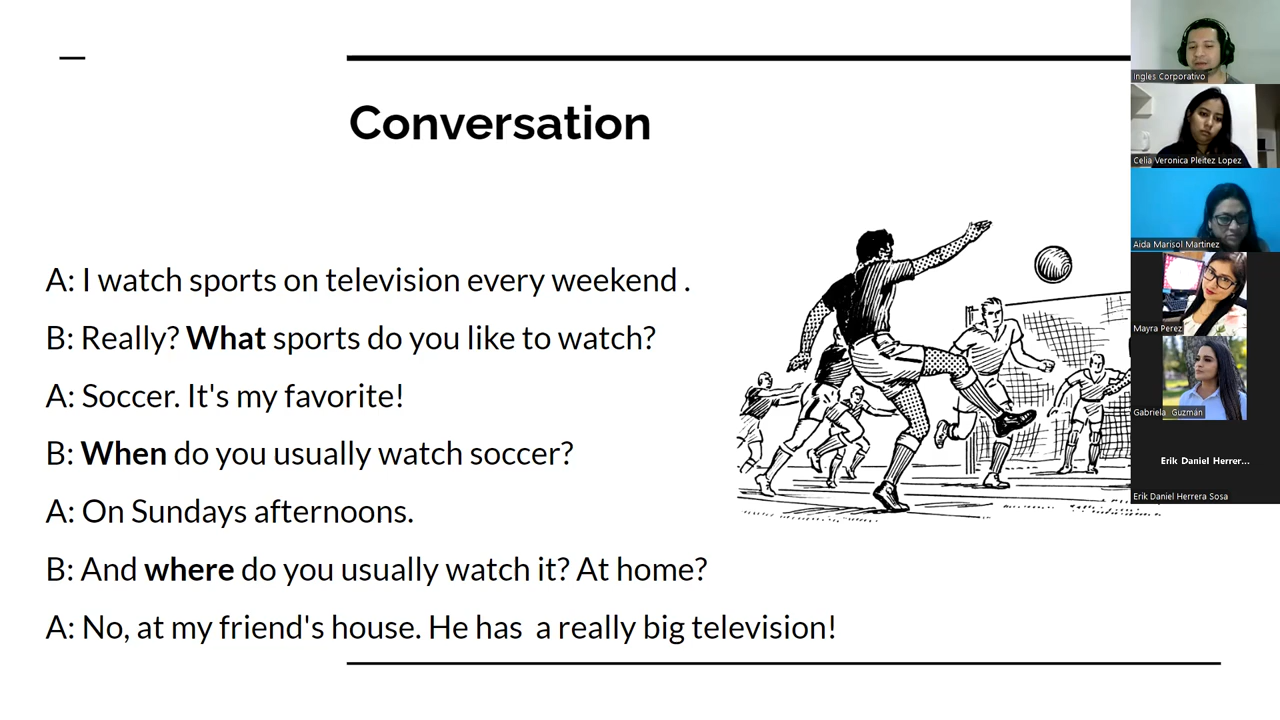 Conversation
A: I watch sports on television every weekend .
B: Really? What sports do you like to watch?
A: Soccer. It's my favorite!
B: When do you usually watch soccer?
A: On Sundays afternoons.
B: And where do you usually watch it? At home?
A: No, at my friend's house. He has  a really big television!
Ingles Corporativo
Celia Veronica Pleitez Lopez
Aida Marisol Martinez
Mayra Perez
Gabriela Guzmán
Erik Daniel Herrer...
Erik Daniel Herrera Sosa